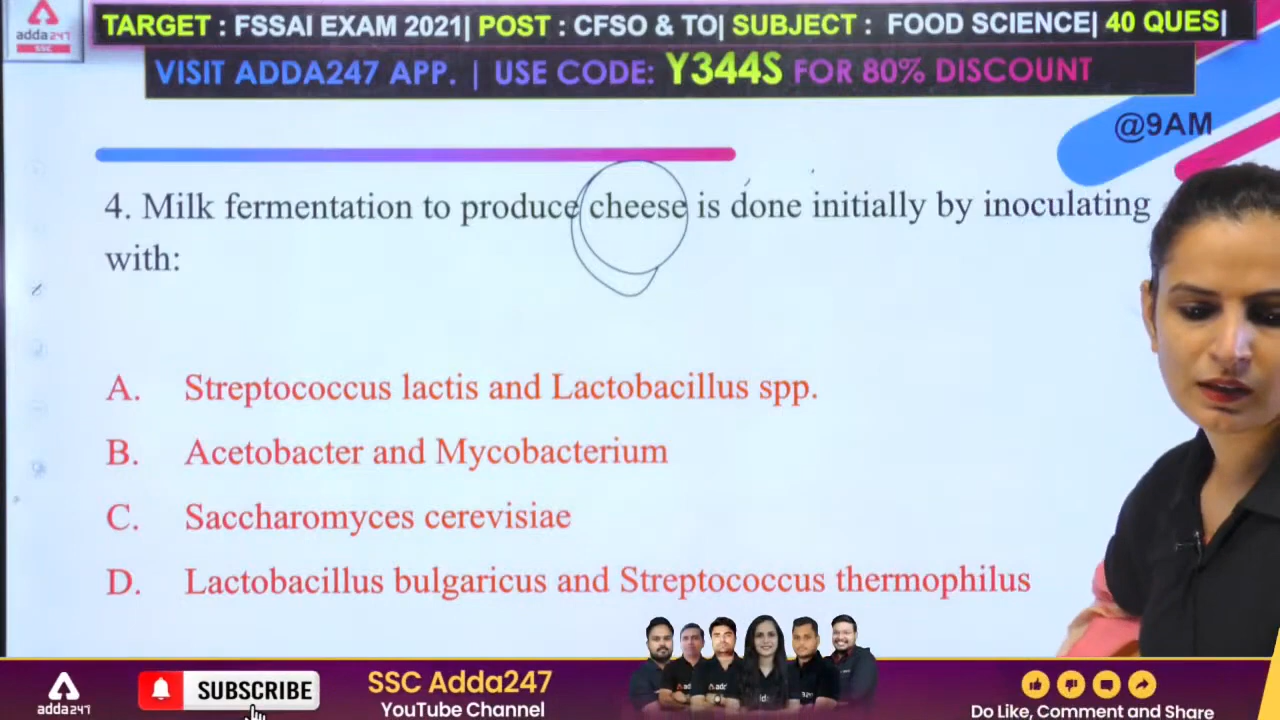 TARGET : FSSAI EXAM 2021| POST : CFSO & TO| SUBJECT : FOOD SCIENCE| 40 QUES|
adda247
SSC
VISIT ADDA247 APP. | USE CODE: Y344S FOR 80% DISCOUNT
@9AM
4. Milk fermentation to produce cheese is done initially by inoculating
with:
A. Streptococcus lactis and Lactobacillus spp.
B. Acetobacter and Mycobacterium
C. Saccharomyces cerevisiae
D. Lactobacillus bulgaricus and Streptococcus thermophilus
adda247
SUBSCRIBE
SSC Adda247
YouTube Channel
Do Like, Comment and Share